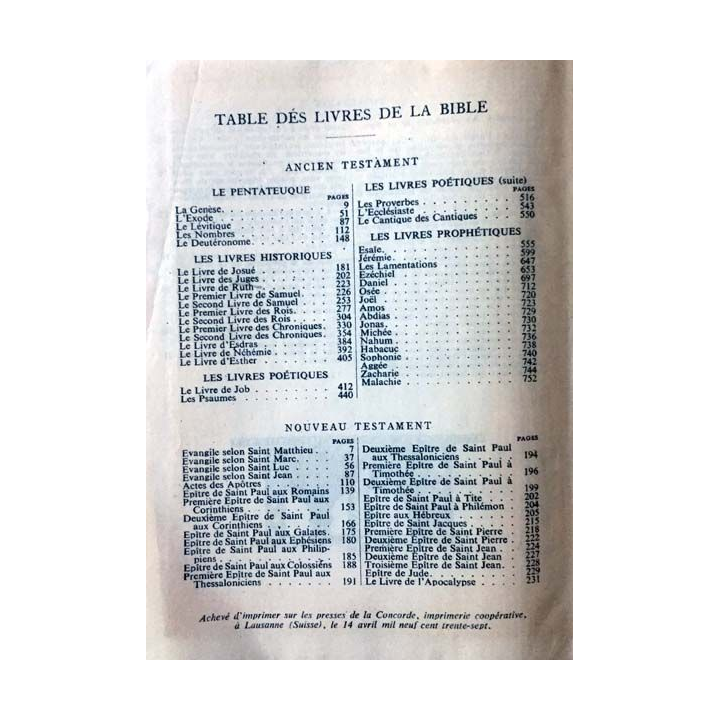 TABLE DES LIVRES DE LA BIBLE
ANCIEN TESTAMENT
LE PENTATEUQUE
PAGES
La Genèse. 9
L'Exode 51
Le Lévitique 87
Les Nombres 112
Le Deutéronome. 148
LES LIVRES HISTORIQUES
Le Livre de Josué 181
Le Livre des Juges 202
Le Livre de Ruth 223
Le Premier Livre de Samuel 226
Le Second Livre de Samuel 253
Le Premier Livre des Rois. 277
Le Second Livre des Rois 304
Le Premier Livre des Chroniques. 330
Le Second Livre des Chroniques. 354
Le Livre d'Esdras 384
Le Livre de Néhémie 392
Le Livre d'Esther 405
LES LIVRES POÉTIQUES
Le Livre de Job 412
Les Psaumes 440
LES LIVRES POÉTIQUES (suite)
PAGES
Les Proverbes 516
L'Ecclésiaste 543
Le Cantique des Cantiques 550
LES LIVRES PROPHÉTIQUES
Esaïe. 555
Jérémie. 599
Les Lamentations 647
Ezéchiel 653
Daniel 697
Osée 712
Joël 720
Amos 723
Abdias 729
Jonas 730
Michée 732
Nahum 736
Habacuc 738
Sophonie 740
Aggée 742
Zacharie 744
Malachie 752
NOUVEAU TESTAMENT
PAGES
Evangile selon Saint Matthieu 7
Evangile selon Saint Marc. 37
Evangile selon Saint Luc 56
Evangile selon Saint Jean 87
Actes des Apôtres 110
Epître de Saint Paul aux Romains 139
Première Epître de Saint Paul aux
Corinthiens 153
Deuxième Epître de Saint Paul
aux Corinthiens 166
Epître de Saint Paul aux Galates. 175
Epître de Saint Paul aux Ephésiens 180
Epître de Saint Paul aux Philip-
piens 185
Epître de Saint Paul aux Colossiens 188
Première Epître de Saint Paul aux
Thessaloniciens 191
PAGES
Deuxième Epître de Saint Paul
aux Thessaloniciens 194
Première Epître de Saint Paul à
Timothée 196
Deuxième Epître de Saint Paul à
Timothée 199
Epître de Saint Paul à Tite 202
Epître de Saint Paul à Philémon 204
Epître aux Hébreux 205
Epître de Saint Jacques 215
Première Epître de Saint Pierre 218
Deuxième Epître de Saint Pierre 222
Première Epître de Saint Jean 224
Deuxième Epître de Saint Jean 227
Troisième Epître de Saint Jean 228
Epître de Jude. 229
Le Livre de l'Apocalypse 231
Achevé d'imprimer sur les presses de la Concorde, imprimerie coopérative,
à Lausanne (Suisse), le 14 avril mil neuf cent trente-sept.